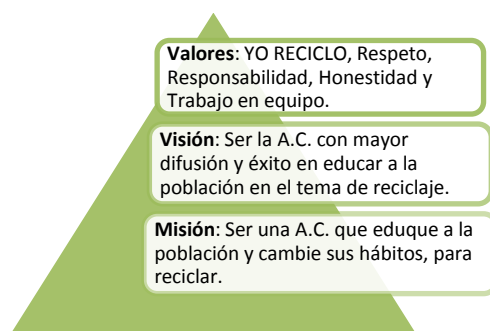 Valores: YO RECICLO, Respeto,
Responsabilidad, Honestidad y
Trabajo en equipo.
Visión: Ser la A.C. con mayor
difusión y éxito en educar a la
población en el tema de reciclaje.
Misión: Ser una A.C. que eduque a la
población y cambie sus hábitos, para
reciclar.